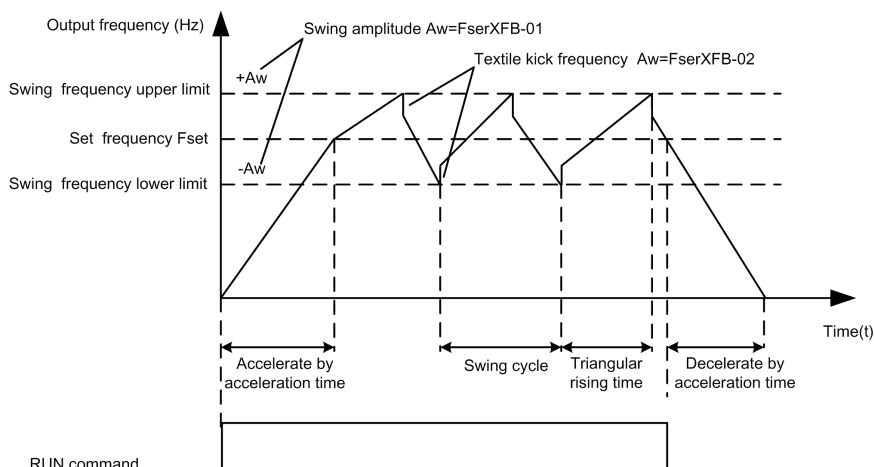 Output frequency (Hz)
Swing amplitude Aw=FserXFB-01
Textile kick frequency Aw=FserXFB-02
+Aw
Swing frequency upper limit
Set frequency Fset
-Aw
Swing frequency lower limit
Time(t)
Accelerate by
acceleration time
Swing cycle
Triangular
rising time
Decelerate by
acceleration time
RUN command